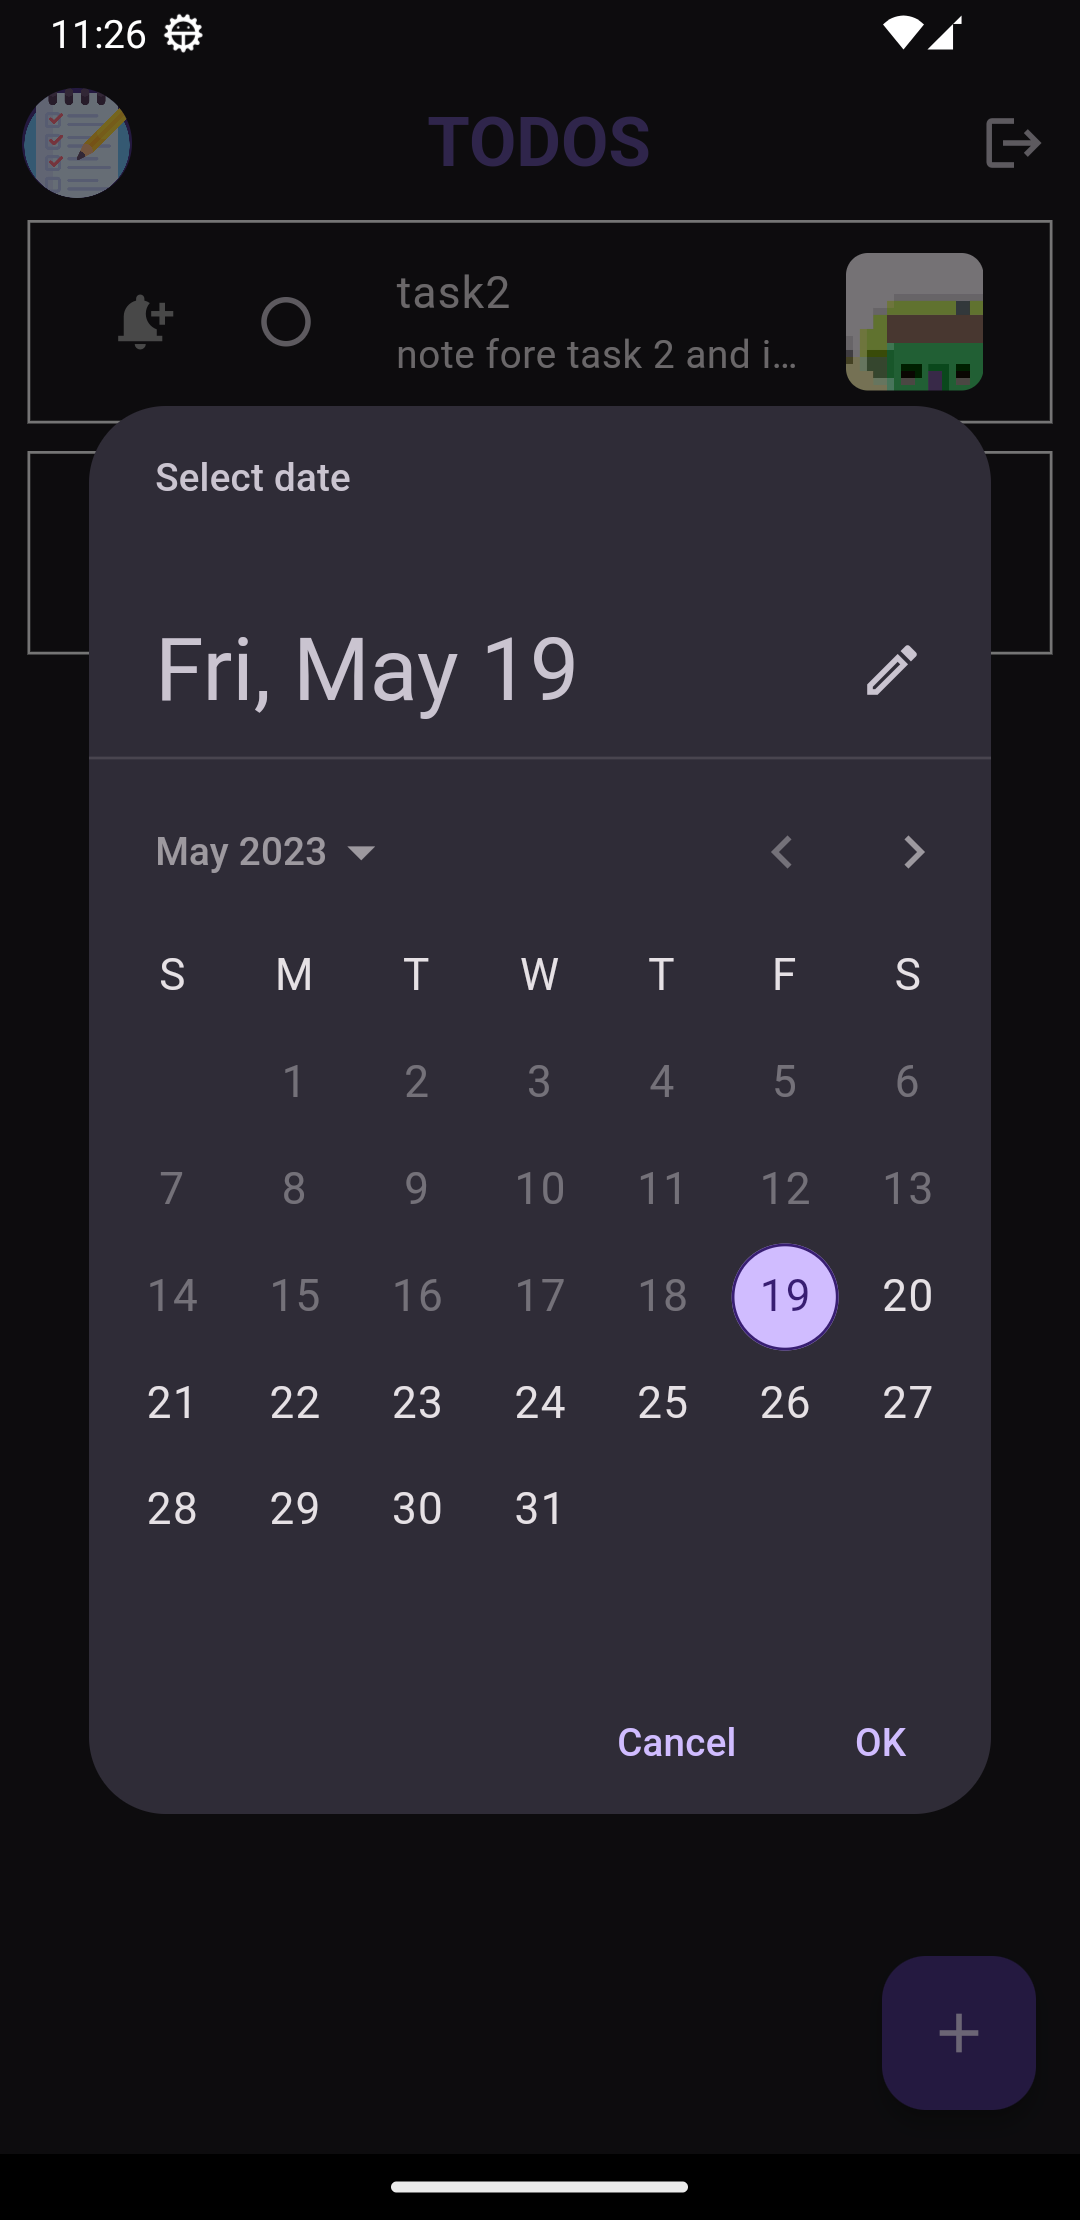 11:26
TODOS
task2
note fore task 2 and i...
Select date
Fri, May 19
May 2023
S M T W T F S
1 2 3 4 5 6
7 8 9 10 11 12 13
14 15 16 17 18 19 20
21 22 23 24 25 26 27
28 29 30 31
Cancel OK